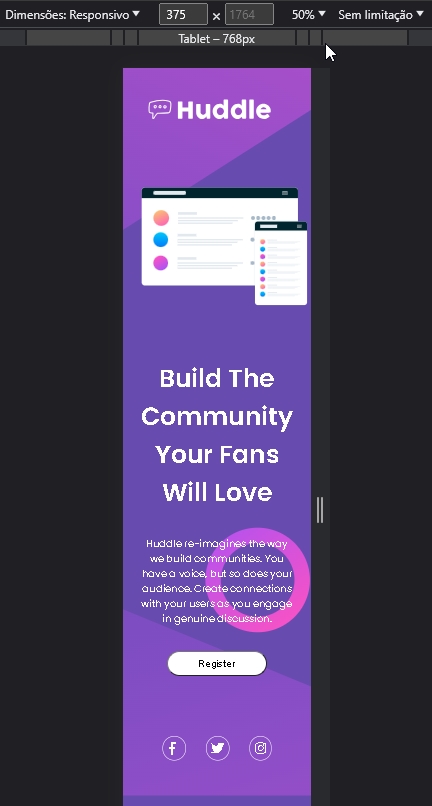 Dimensões: Responsivo 375 × 1764 50% Sem limitação
Tablet – 768px
Huddle
Build The
Community
Your Fans
Will Love
Huddle re-imagines the way
we build communities. You
have a voice, but so does your
audience. Create connections
with your users as you engage
in genuine discussion.
Register